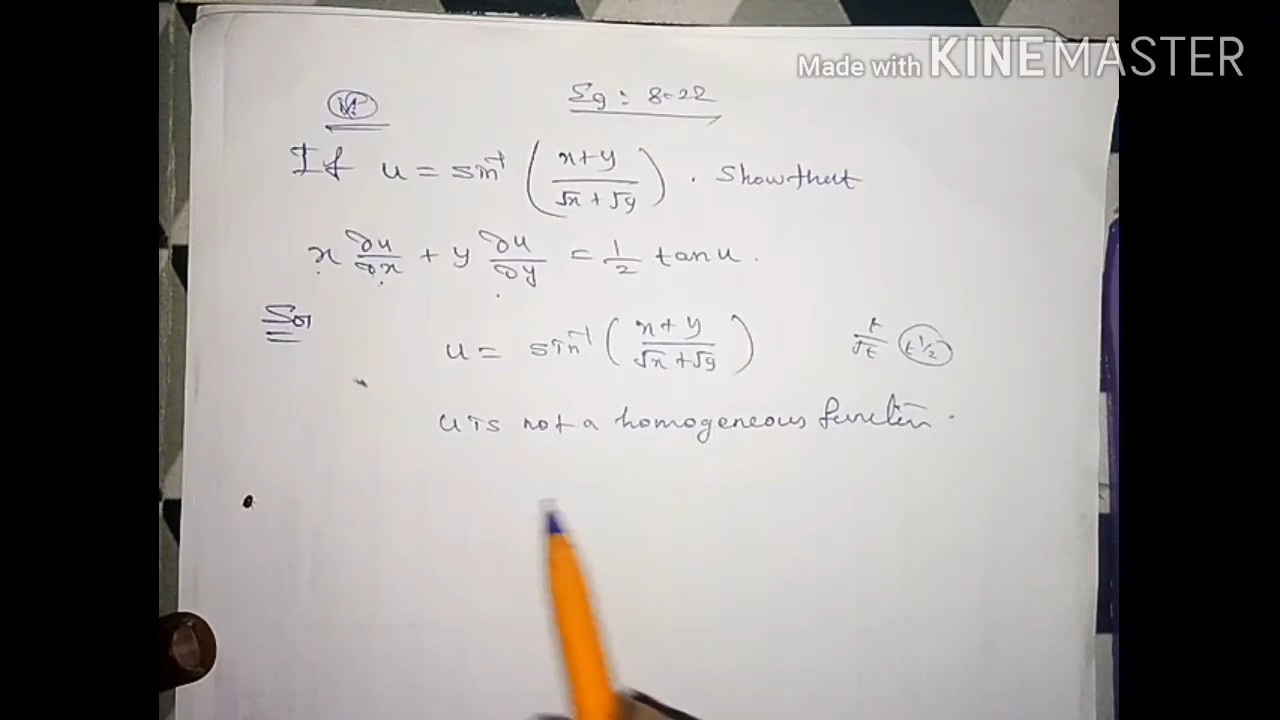 Made with KINEMASTER
Eg : 8.22
If u = sin⁻¹ ( (x+y) / (√x + √y) ) . Show that
x ∂u/∂x + y ∂u/∂y = 1/2 tan u .
Sol
u = sin⁻¹ ( (x+y) / (√x + √y) ) t/√t t^1/2
u is not a homogeneous function .